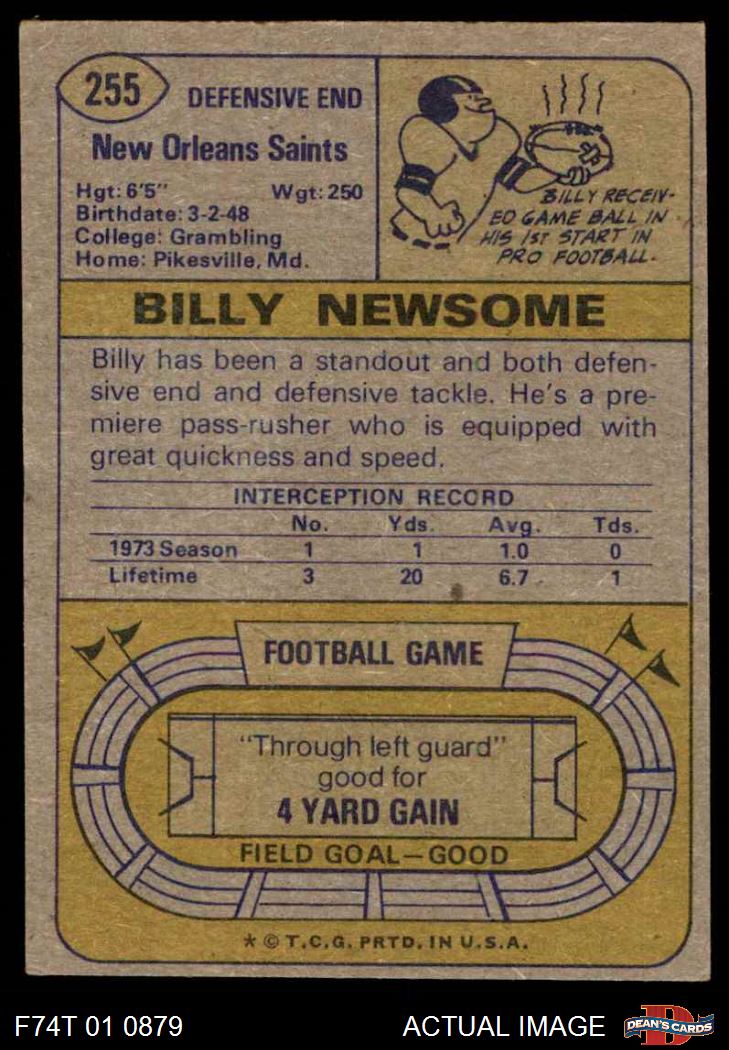 255
DEFENSIVE END
New Orleans Saints
Hgt: 6'5" Wgt: 250
Birthdate: 3-2-48
College: Grambling
Home: Pikesville, Md.
BILLY RECEIV-
ED GAME BALL IN
HIS 1ST START IN
PRO FOOTBALL.
BILLY NEWSOME
Billy has been a standout and both defen-
sive end and defensive tackle. He's a pre-
miere pass-rusher who is equipped with
great quickness and speed.
INTERCEPTION RECORD
No. Yds. Avg. Tds.
1973 Season 1 1 1.0 0
Lifetime 3 20 6.7 1
FOOTBALL GAME
"Through left guard"
good for
4 YARD GAIN
FIELD GOAL—GOOD
* © T.C.G. PRTD. IN U.S.A.
F74T 01 0879
ACTUAL IMAGE
D
DEAN'S CARDS